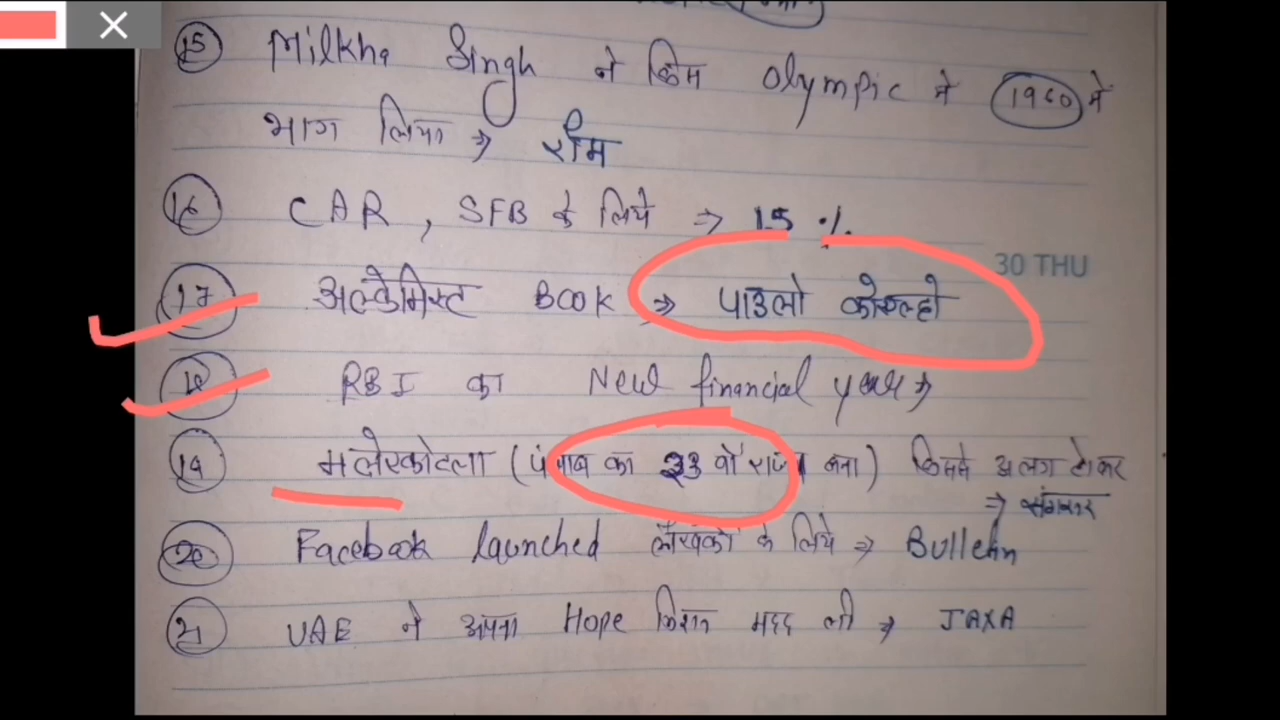 15 Milkha Singh ने किस Olympic मे 1960 मे
भाग लिया ⇒ रोम
16 CAR, SFB के लिये ⇒ 15 %
30 THU
17 अल्केमिस्ट Book ⇒ पाउलो कोएल्हो
18 RBI का New financial year ⇒
19 मलेरकोटला (पंजाब का 23 वॉ राज्य बना) किससे अलग होकर
⇒ संगरूर
20 Facebook launched लेखकों के लिये ⇒ Bulletin
21 UAE ने अपना Hope मिशन मदद ली ⇒ JAXA